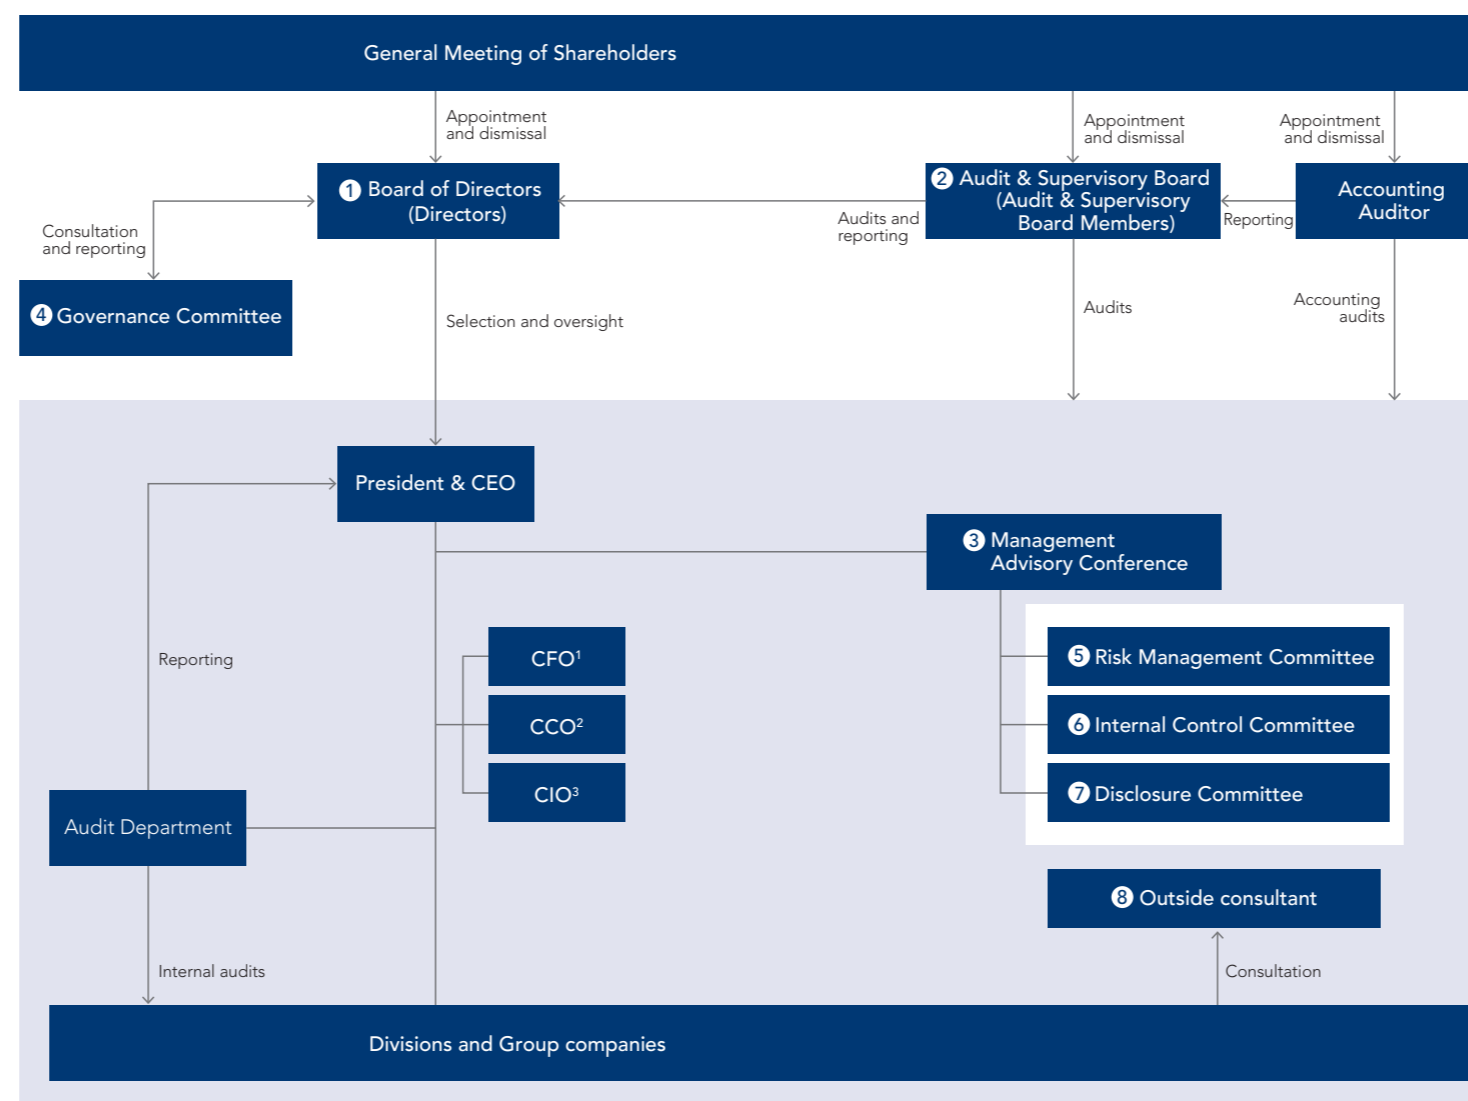 General Meeting of Shareholders
Appointment
and dismissal
Appointment
and dismissal
Appointment
and dismissal
1 Board of Directors
(Directors)
2 Audit & Supervisory Board
(Audit & Supervisory
Board Members)
Accounting
Auditor
Audits and
reporting
Reporting
Consultation
and reporting
4 Governance Committee
Selection and oversight
Audits
Accounting
audits
President & CEO
3 Management
Advisory Conference
Reporting
CFO¹
CCO²
CIO³
5 Risk Management Committee
6 Internal Control Committee
7 Disclosure Committee
Audit Department
8 Outside consultant
Internal audits
Consultation
Divisions and Group companies